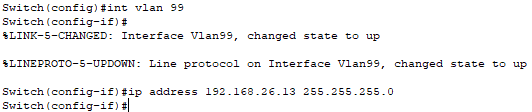 Switch(config)#int vlan 99
Switch(config-if)#
%LINK-5-CHANGED: Interface Vlan99, changed state to up
%LINEPROTO-5-UPDOWN: Line protocol on Interface Vlan99, changed state to up
Switch(config-if)#ip address 192.168.26.13 255.255.255.0
Switch(config-if)#